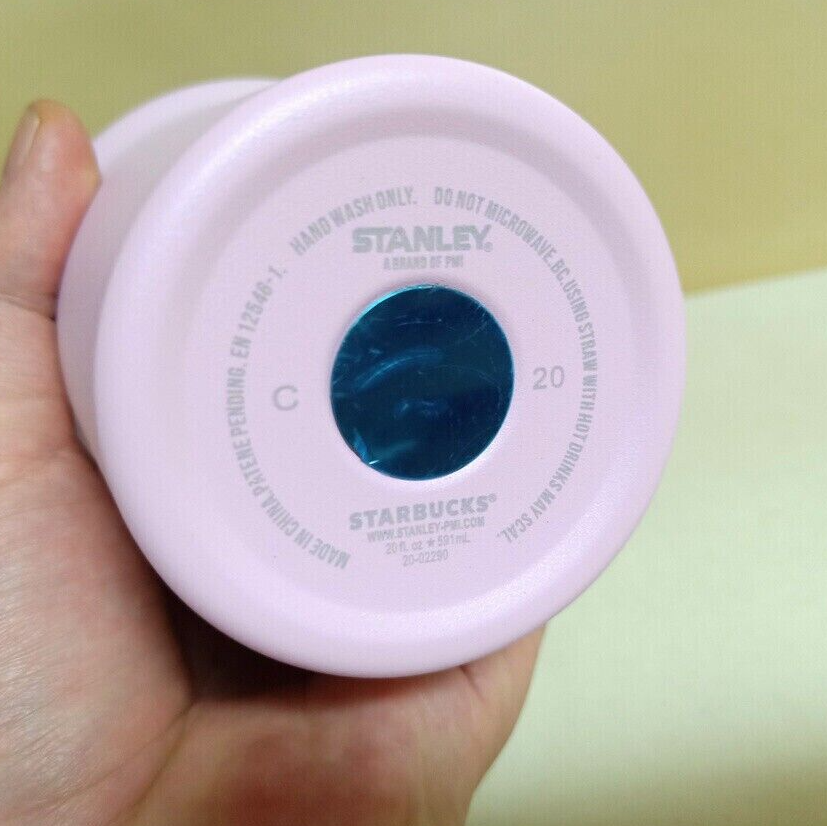 MADE IN CHINA. PATENE PENDING, EN 12546-1. HAND WASH ONLY. DO NOT MICROWAVE. BC. USING STRAW WITH HOT DRINKS MAY SCAL.
STANLEY®
A BRAND OF PMI
C 20
STARBUCKS®
WWW.STANLEY-PMI.COM
20 fl. oz ★ 591mL
20-02290